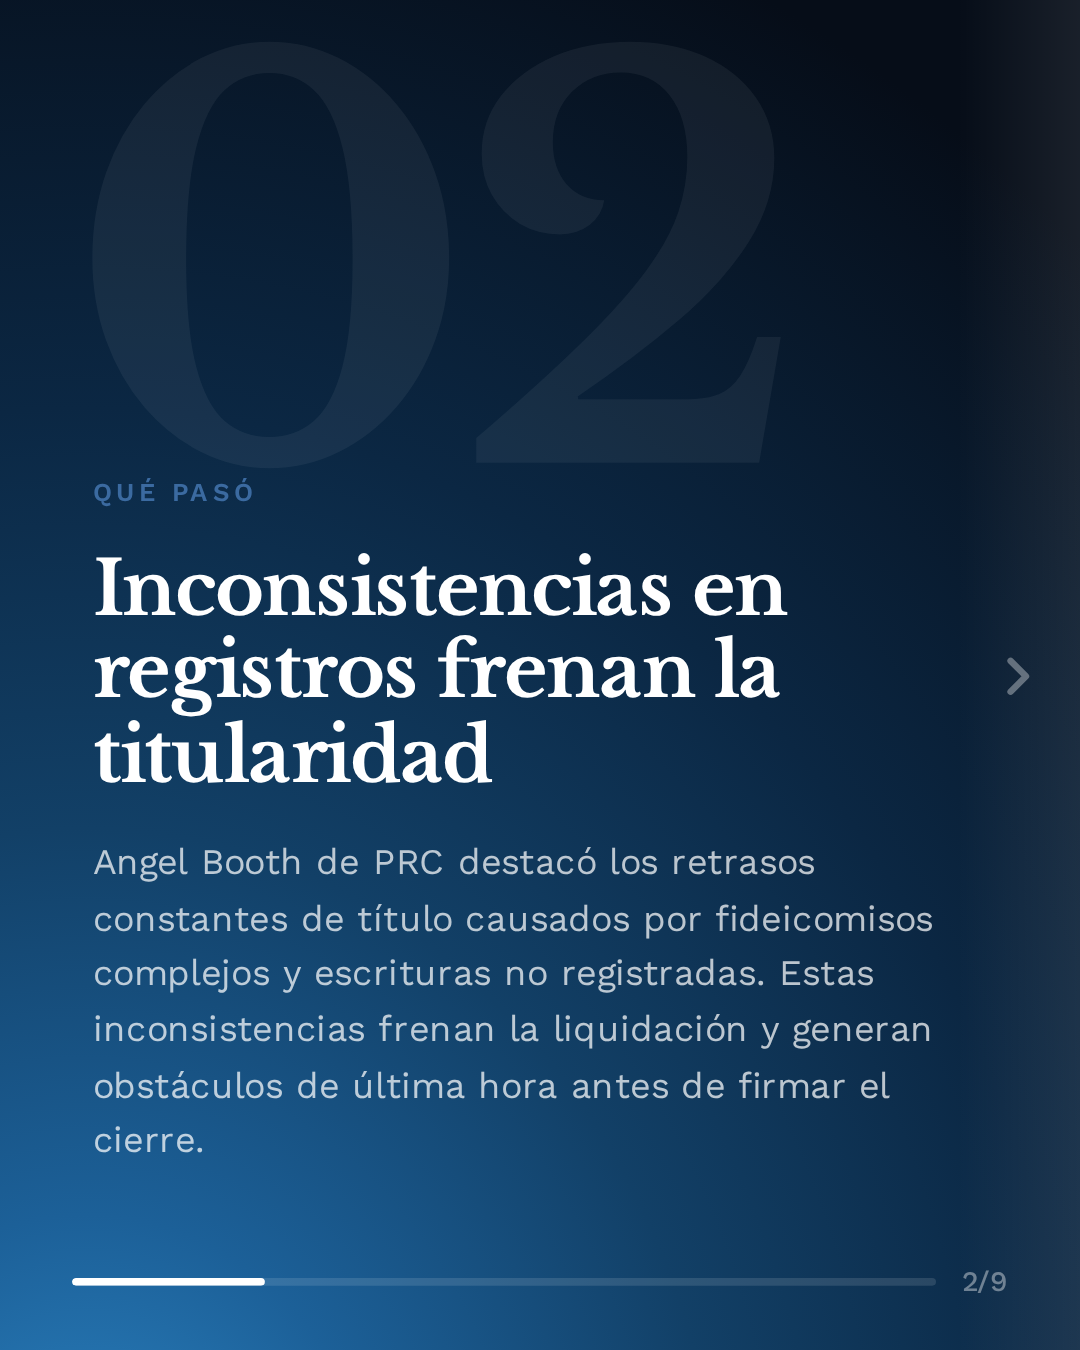 02
QUÉ PASÓ
Inconsistencias en
registros frenan la
titularidad
Angel Booth de PRC destacó los retrasos
constantes de título causados por fideicomisos
complejos y escrituras no registradas. Estas
inconsistencias frenan la liquidación y generan
obstáculos de última hora antes de firmar el
cierre.
2/9